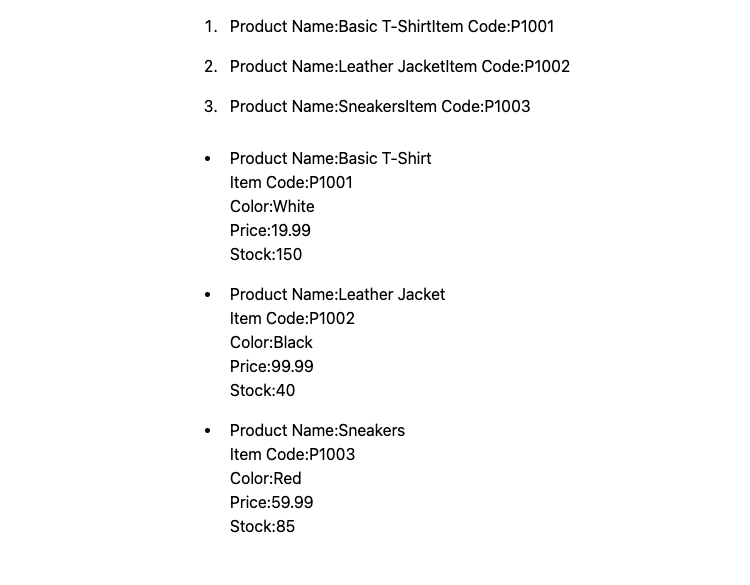 1. Product Name:Basic T-ShirtItem Code:P1001
2. Product Name:Leather JacketItem Code:P1002
3. Product Name:SneakersItem Code:P1003
• Product Name:Basic T-Shirt
Item Code:P1001
Color:White
Price:19.99
Stock:150
• Product Name:Leather Jacket
Item Code:P1002
Color:Black
Price:99.99
Stock:40
• Product Name:Sneakers
Item Code:P1003
Color:Red
Price:59.99
Stock:85